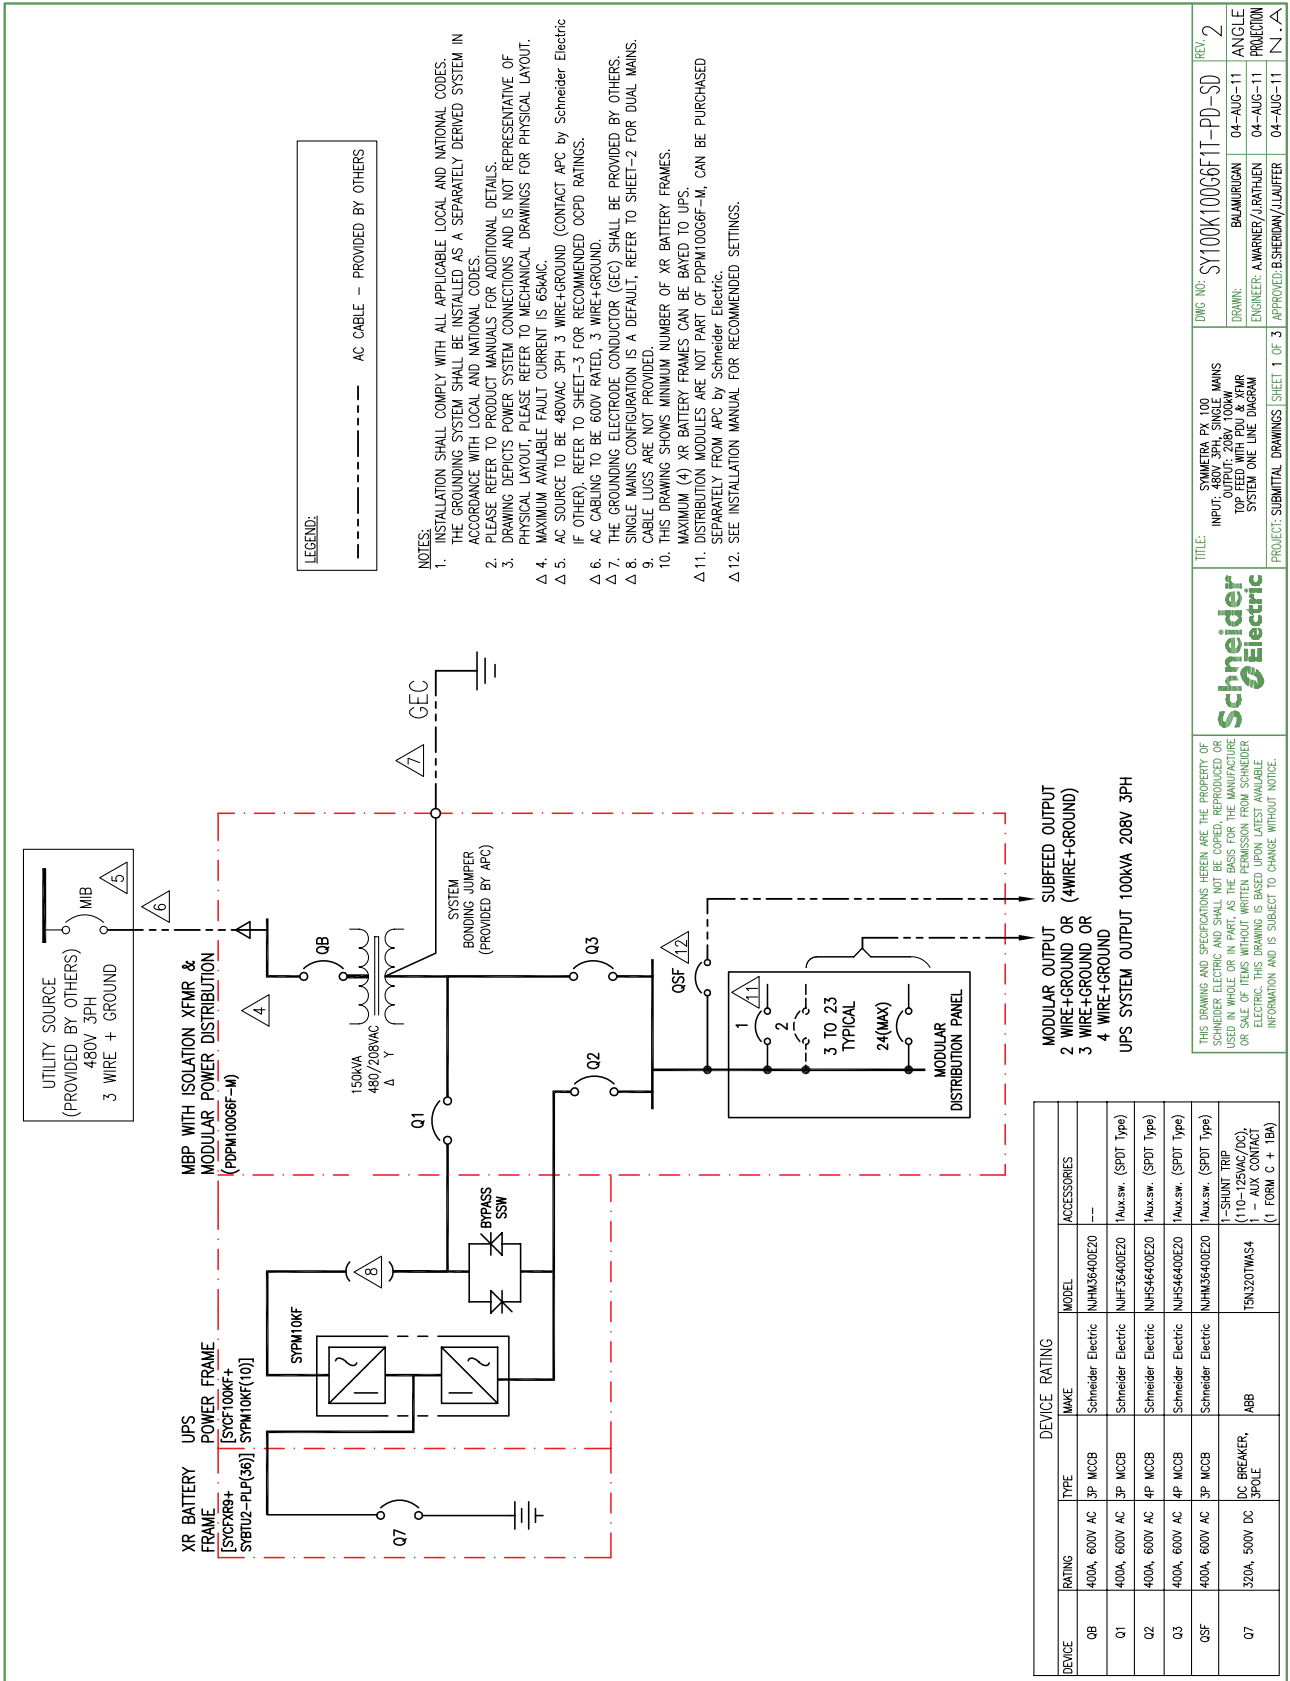 UTILITY SOURCE
(PROVIDED BY OTHERS)
480V 3PH
3 WIRE + GROUND
MIB
5
6
4
7
GEC
XR BATTERY
FRAME
[SYCFXR9+
SYBTU2-PLP(36)]
UPS
POWER FRAME
[SYCF100KF+
SYPM10KF(10)]
MBP WITH ISOLATION XFMR &
MODULAR POWER DISTRIBUTION
(PDPM100G6F-M)
QB
150kVA
480/208VAC
Δ Y
SYSTEM
BONDING JUMPER
(PROVIDED BY APC)
SYPM10KF
8
Q1
BYPASS
SSW
Q7
Q2
Q3
QSF
12
11
1
2
3 TO 23
TYPICAL
24(MAX)
MODULAR
DISTRIBUTION PANEL
MODULAR OUTPUT
2 WIRE+GROUND OR
3 WIRE+GROUND OR
4 WIRE+GROUND
SUBFEED OUTPUT
(4WIRE+GROUND)
UPS SYSTEM OUTPUT 100kVA 208V 3PH
LEGEND:
AC CABLE - PROVIDED BY OTHERS
NOTES:
1. INSTALLATION SHALL COMPLY WITH ALL APPLICABLE LOCAL AND NATIONAL CODES.
THE GROUNDING SYSTEM SHALL BE INSTALLED AS A SEPARATELY DERIVED SYSTEM IN
ACCORDANCE WITH LOCAL AND NATIONAL CODES.
2. PLEASE REFER TO PRODUCT MANUALS FOR ADDITIONAL DETAILS.
3. DRAWING DEPICTS POWER SYSTEM CONNECTIONS AND IS NOT REPRESENTATIVE OF
PHYSICAL LAYOUT, PLEASE REFER TO MECHANICAL DRAWINGS FOR PHYSICAL LAYOUT.
Δ 4. MAXIMUM AVAILABLE FAULT CURRENT IS 65kAIC.
Δ 5. AC SOURCE TO BE 480VAC 3PH 3 WIRE+GROUND (CONTACT APC by Schneider Electric
IF OTHER). REFER TO SHEET-3 FOR RECOMMENDED OCPD RATINGS.
Δ 6. AC CABLING TO BE 600V RATED, 3 WIRE+GROUND.
Δ 7. THE GROUNDING ELECTRODE CONDUCTOR (GEC) SHALL BE PROVIDED BY OTHERS.
Δ 8. SINGLE MAINS CONFIGURATION IS A DEFAULT, REFER TO SHEET-2 FOR DUAL MAINS.
9. CABLE LUGS ARE NOT PROVIDED.
10. THIS DRAWING SHOWS MINIMUM NUMBER OF XR BATTERY FRAMES.
MAXIMUM (4) XR BATTERY FRAMES CAN BE BAYED TO UPS.
Δ 11. DISTRIBUTION MODULES ARE NOT PART OF PDPM100G6F-M, CAN BE PURCHASED
SEPARATELY FROM APC by Schneider Electric.
Δ 12. SEE INSTALLATION MANUAL FOR RECOMMENDED SETTINGS.
DEVICE RATING
DEVICE RATING TYPE MAKE MODEL ACCESSORIES
QB 400A, 600V AC 3P MCCB Schneider Electric NJHM36400E20 --
Q1 400A, 600V AC 3P MCCB Schneider Electric NJHF36400E20 1Aux.sw. (SPDT Type)
Q2 400A, 600V AC 4P MCCB Schneider Electric NJHS46400E20 1Aux.sw. (SPDT Type)
Q3 400A, 600V AC 4P MCCB Schneider Electric NJHS46400E20 1Aux.sw. (SPDT Type)
QSF 400A, 600V AC 3P MCCB Schneider Electric NJHM36400E20 1Aux.sw. (SPDT Type)
Q7 320A, 500V DC DC BREAKER, 3POLE ABB T5N320TWAS4 1-SHUNT TRIP
(110-125VAC/DC),
1 - AUX CONTACT
(1 FORM C + 1BA)
THIS DRAWING AND SPECIFICATIONS HEREIN ARE THE PROPERTY OF
SCHNEIDER ELECTRIC AND SHALL NOT BE COPIED, REPRODUCED OR
USED IN WHOLE OR IN PART, AS THE BASIS FOR THE MANUFACTURE
OR SALE OF ITEMS WITHOUT WRITTEN PERMISSION FROM SCHNEIDER
ELECTRIC. THIS DRAWING IS BASED UPON LATEST AVAILABLE
INFORMATION AND IS SUBJECT TO CHANGE WITHOUT NOTICE.
Schneider
Electric
TITLE: SYMMETRA PX 100
INPUT: 480V 3PH, SINGLE MAINS
OUTPUT: 208V 100kW
TOP FEED WITH PDU & XFMR
SYSTEM ONE LINE DIAGRAM
PROJECT: SUBMITTAL DRAWINGS SHEET 1 OF 3
DWG NO: SY100K100G6F1T-PD-SD REV: 2
DRAWN: BALAMURUGAN 04-AUG-11
ENGINEER: A.WARNER/J.RATHJEN 04-AUG-11
APPROVED: B.SHERIDAN/J.LAUFFER 04-AUG-11
ANGLE
PROJECTION
N.A